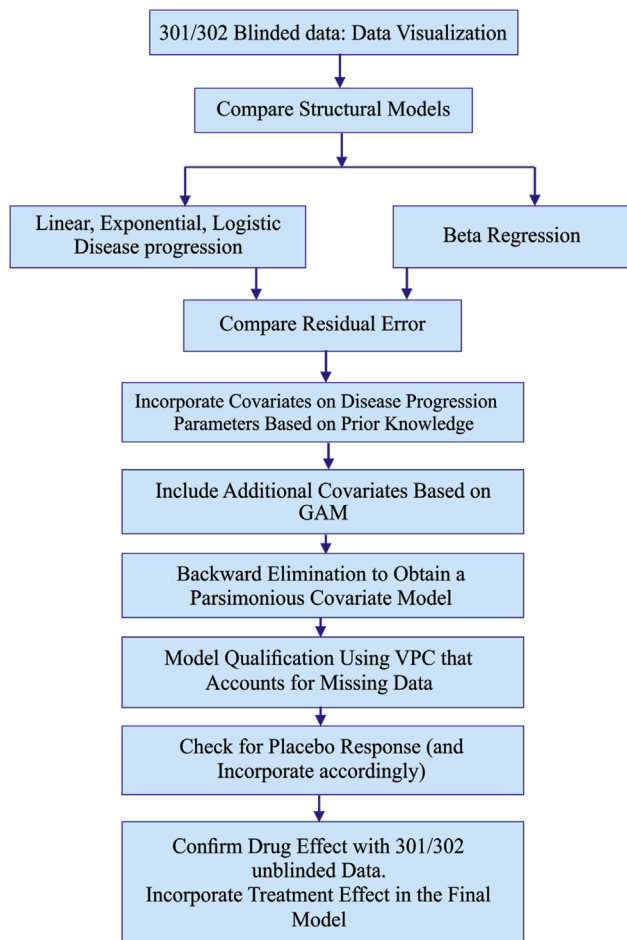 301/302 Blinded data: Data Visualization
Compare Structural Models
Linear, Exponential, Logistic
Disease progression
Beta Regression
Compare Residual Error
Incorporate Covariates on Disease Progression
Parameters Based on Prior Knowledge
Include Additional Covariates Based on
GAM
Backward Elimination to Obtain a
Parsimonious Covariate Model
Model Qualification Using VPC that
Accounts for Missing Data
Check for Placebo Response (and
Incorporate accordingly)
Confirm Drug Effect with 301/302
unblinded Data.
Incorporate Treatment Effect in the Final
Model